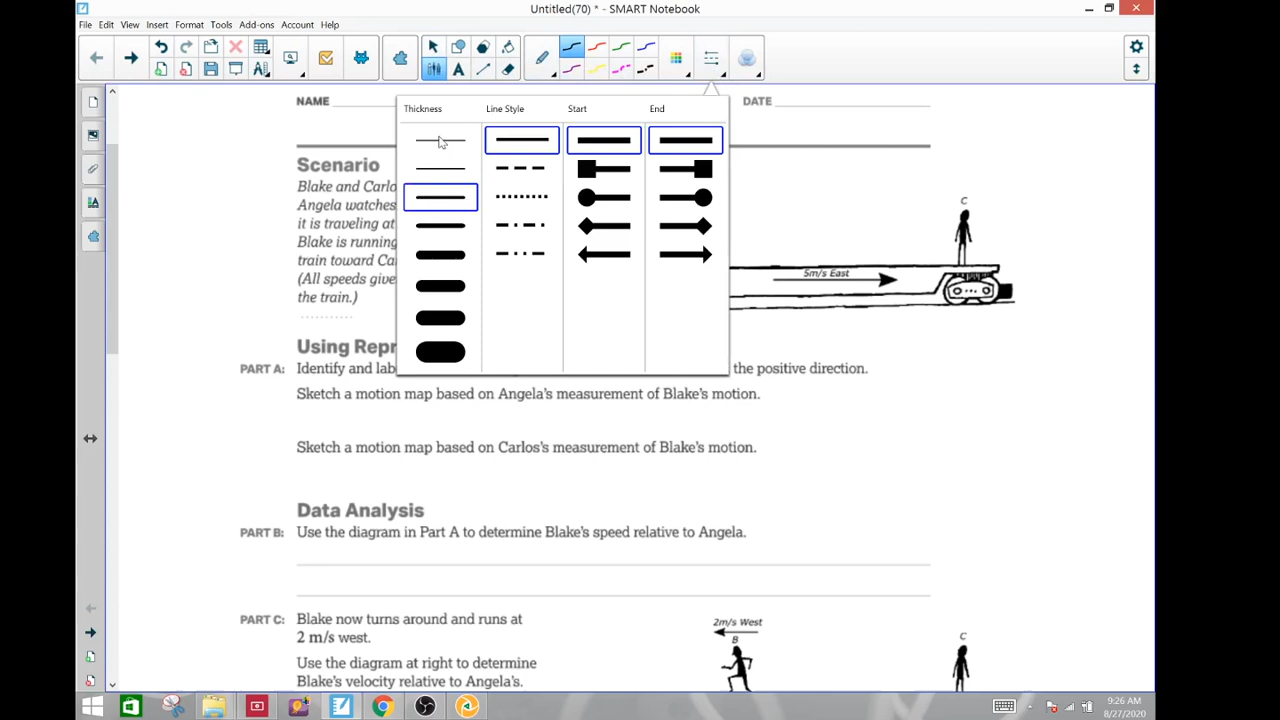 Untitled(70) * - SMART Notebook
File Edit View Insert Format Tools Add-ons Account Help
NAME
DATE
Thickness Line Style Start End
Scenario
Blake and Carlo
Angela watches
it is traveling at
Blake is running
train toward Ca
(All speeds give
the train.)
C
5m/s East
Using Repr
PART A: Identify and lab
the positive direction.
Sketch a motion map based on Angela's measurement of Blake's motion.
Sketch a motion map based on Carlos's measurement of Blake's motion.
Data Analysis
PART B: Use the diagram in Part A to determine Blake's speed relative to Angela.
PART C: Blake now turns around and runs at
2 m/s west.
Use the diagram at right to determine
Blake's velocity relative to Angela's.
2m/s West
B
C
9:26 AM
8/27/2020